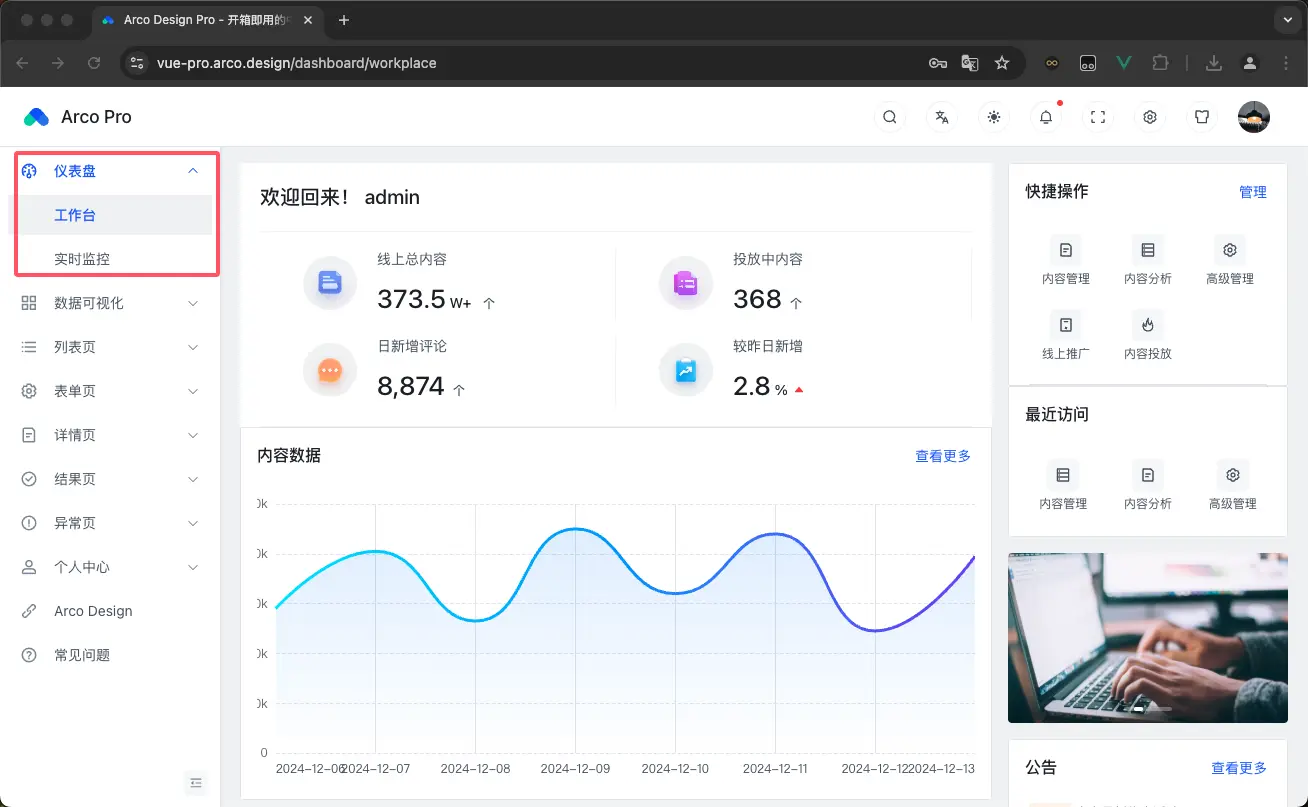 Arco Design Pro - 开箱即用的
vue-pro.arco.design/dashboard/workplace
Arco Pro
仪表盘
工作台
实时监控
数据可视化
列表页
表单页
详情页
结果页
异常页
个人中心
Arco Design
常见问题
欢迎回来！ admin
线上总内容
373.5 W+ 个
投放中内容
368 个
日新增评论
8,874 个
较昨日新增
2.8 %
内容数据
查看更多
0k
0k
0k
0k
0k
0
2024-12-06
2024-12-07
2024-12-08
2024-12-09
2024-12-10
2024-12-11
2024-12-12
2024-12-13
快捷操作
管理
内容管理
内容分析
高级管理
线上推广
内容投放
最近访问
内容管理
内容分析
高级管理
公告
查看更多